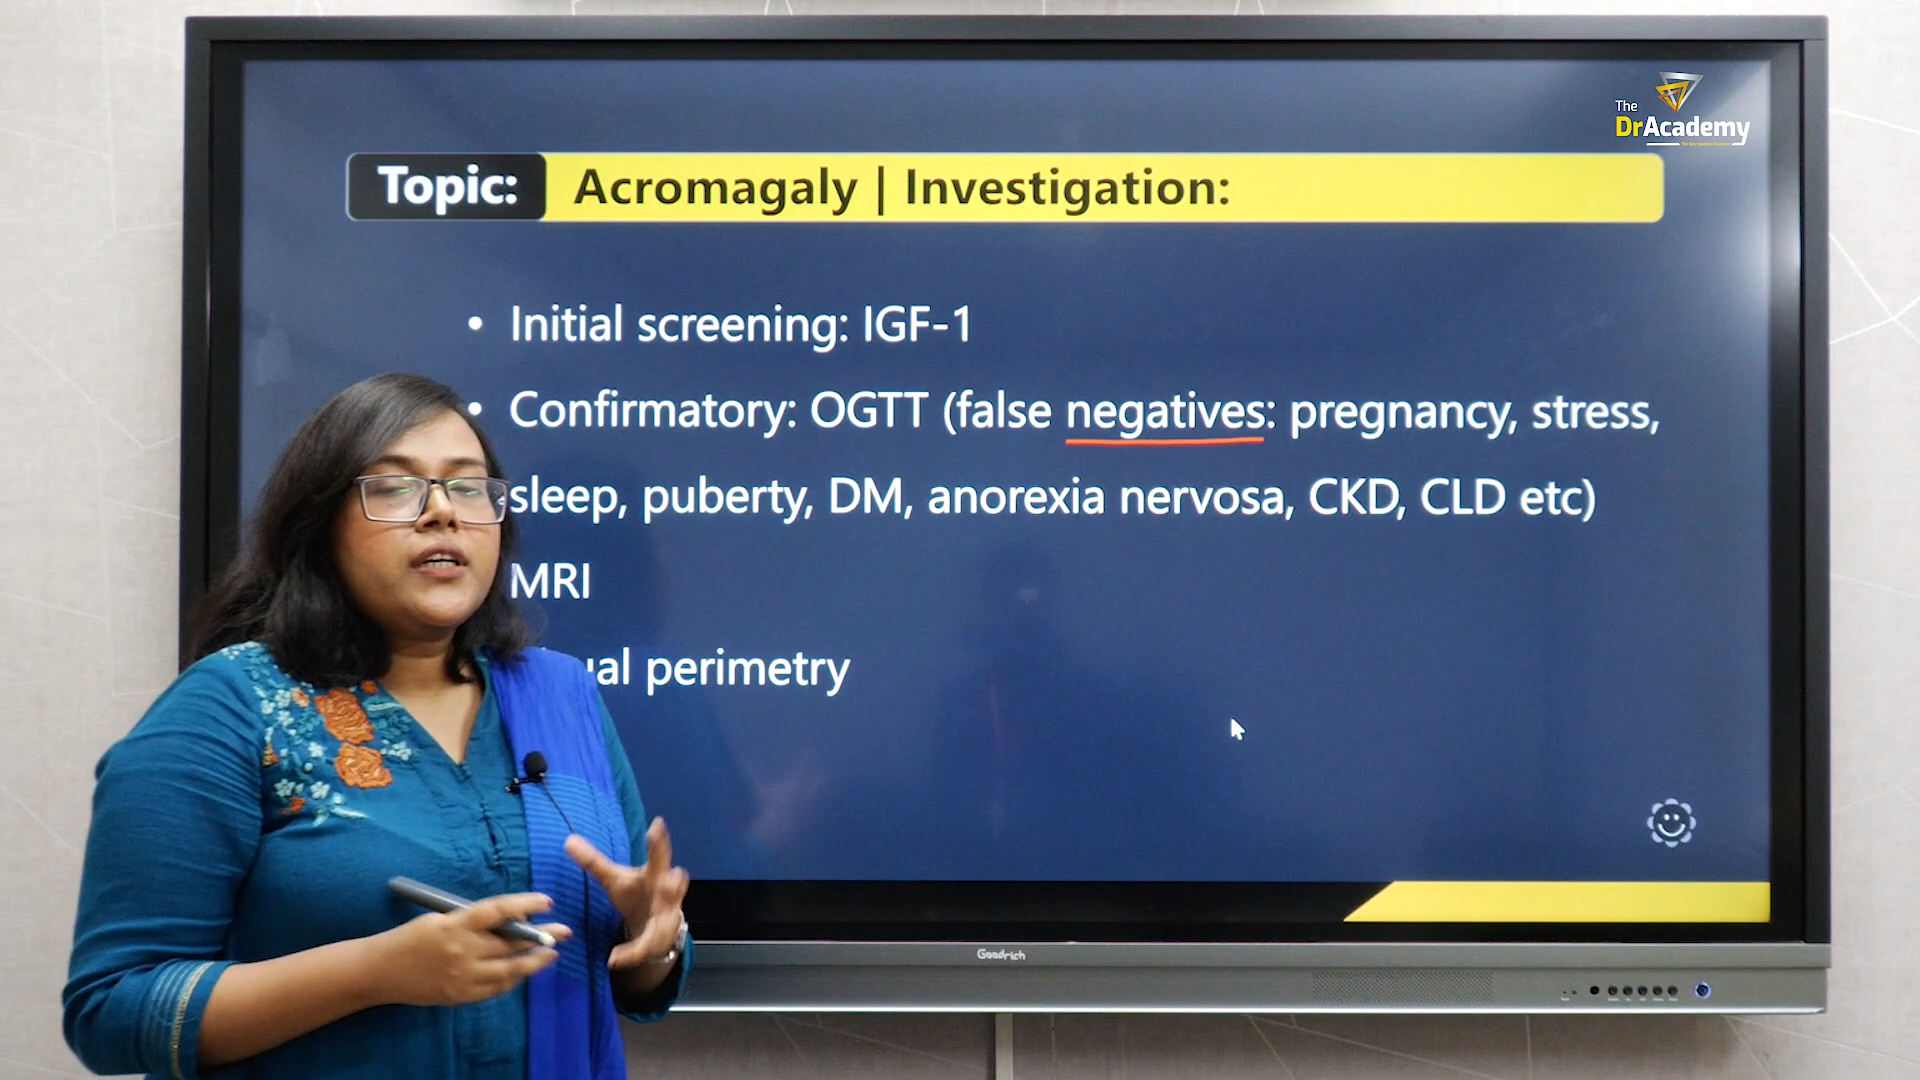 The
DrAcademy
Topic: Acromagaly | Investigation:
• Initial screening: IGF-1
• Confirmatory: OGTT (false negatives: pregnancy, stress,
sleep, puberty, DM, anorexia nervosa, CKD, CLD etc)
MRI
perimetry
Goodrich